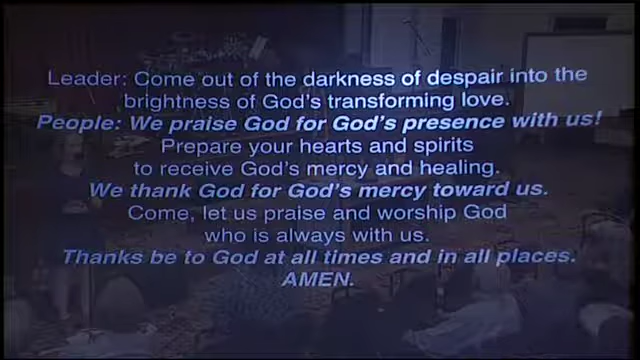 Leader: Come out of the darkness of despair into the
brightness of God's transforming love.
People: We praise God for God's presence with us!
Prepare your hearts and spirits
to receive God's mercy and healing.
We thank God for God's mercy toward us.
Come, let us praise and worship God
who is always with us.
Thanks be to God at all times and in all places.
AMEN.